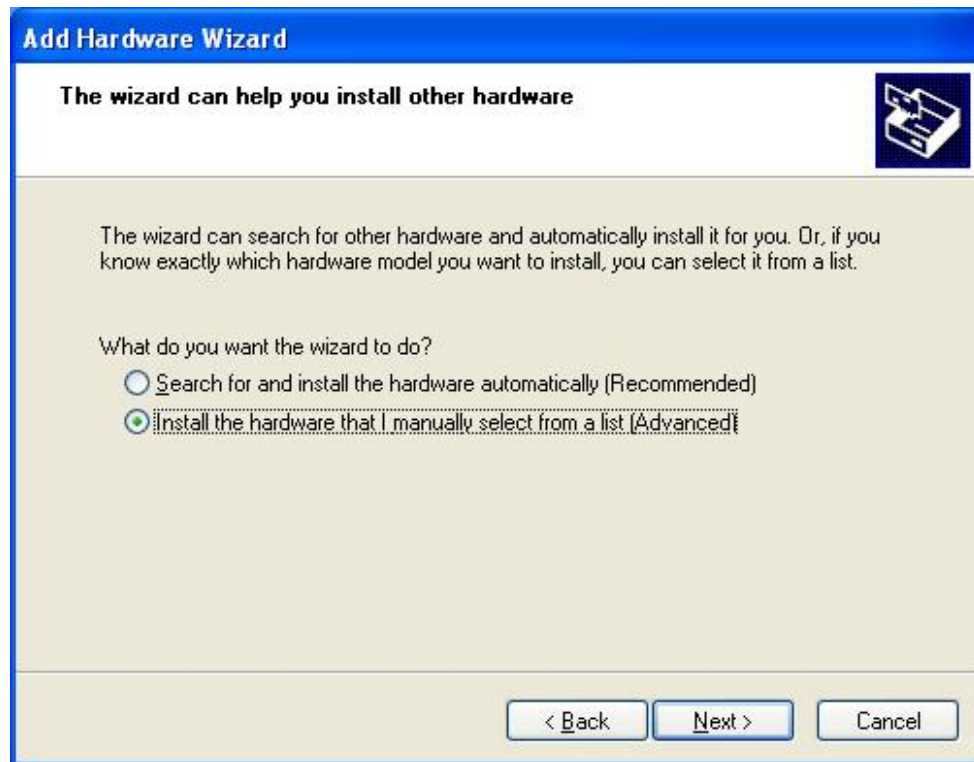 Add Hardware Wizard
The wizard can help you install other hardware
The wizard can search for other hardware and automatically install it for you. Or, if you
know exactly which hardware model you want to install, you can select it from a list.
What do you want the wizard to do?
Search for and install the hardware automatically (Recommended)
Install the hardware that I manually select from a list (Advanced)
< Back Next > Cancel